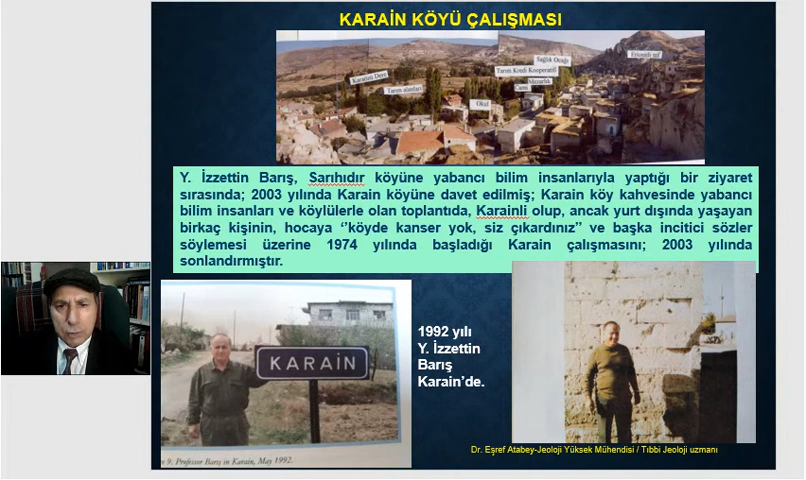 KARAİN KÖYÜ ÇALIŞMASI
Sağlık Ocağı
Erionitli tüf
Tarım Kredi Kooperatifi
Karaini Dere
Mezarlık
Tarım alanları
Cami
Okul
Y. İzzettin Barış, Sarıhıdır köyüne yabancı bilim insanlarıyla yaptığı bir ziyaret
sırasında; 2003 yılında Karain köyüne davet edilmiş; Karain köy kahvesinde yabancı
bilim insanları ve köylülerle olan toplantıda, Karainli olup, ancak yurt dışında yaşayan
birkaç kişinin, hocaya ‘’köyde kanser yok, siz çıkardınız’’ ve başka incitici sözler
söylemesi üzerine 1974 yılında başladığı Karain çalışmasını; 2003 yılında
sonlandırmıştır.
KARAİN
1992 yılı
Y. İzzettin
Barış
Karain’de.
9. Professor Barış in Karain, May 1992.
Dr. Eşref Atabey-Jeoloji Yüksek Mühendisi / Tıbbi Jeoloji uzmanı